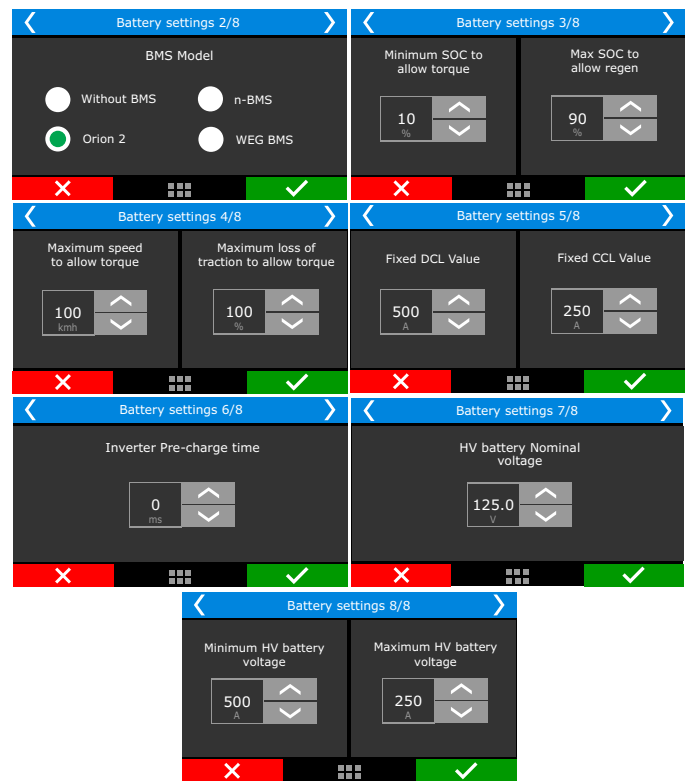 Battery settings 2/8
BMS Model
Without BMS
n-BMS
Orion 2
WEG BMS
Battery settings 3/8
Minimum SOC to
allow torque
10
%
Max SOC to
allow regen
90
%
Battery settings 4/8
Maximum speed
to allow torque
100
kmh
Maximum loss of
traction to allow torque
100
%
Battery settings 5/8
Fixed DCL Value
500
A
Fixed CCL Value
250
A
Battery settings 6/8
Inverter Pre-charge time
0
ms
Battery settings 7/8
HV battery Nominal
voltage
125.0
V
Battery settings 8/8
Minimum HV battery
voltage
500
A
Maximum HV battery
voltage
250
A